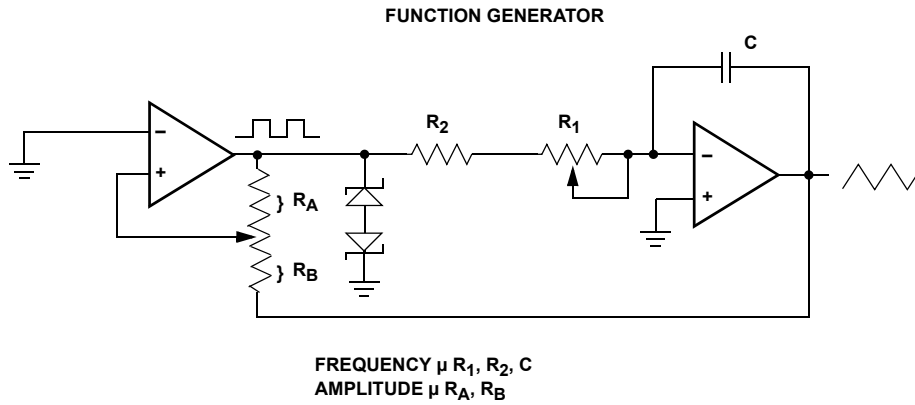 FUNCTION GENERATOR
C
R2
R1
−
+
} RA
} RB
−
+
FREQUENCY µ R1, R2, C
AMPLITUDE µ RA, RB